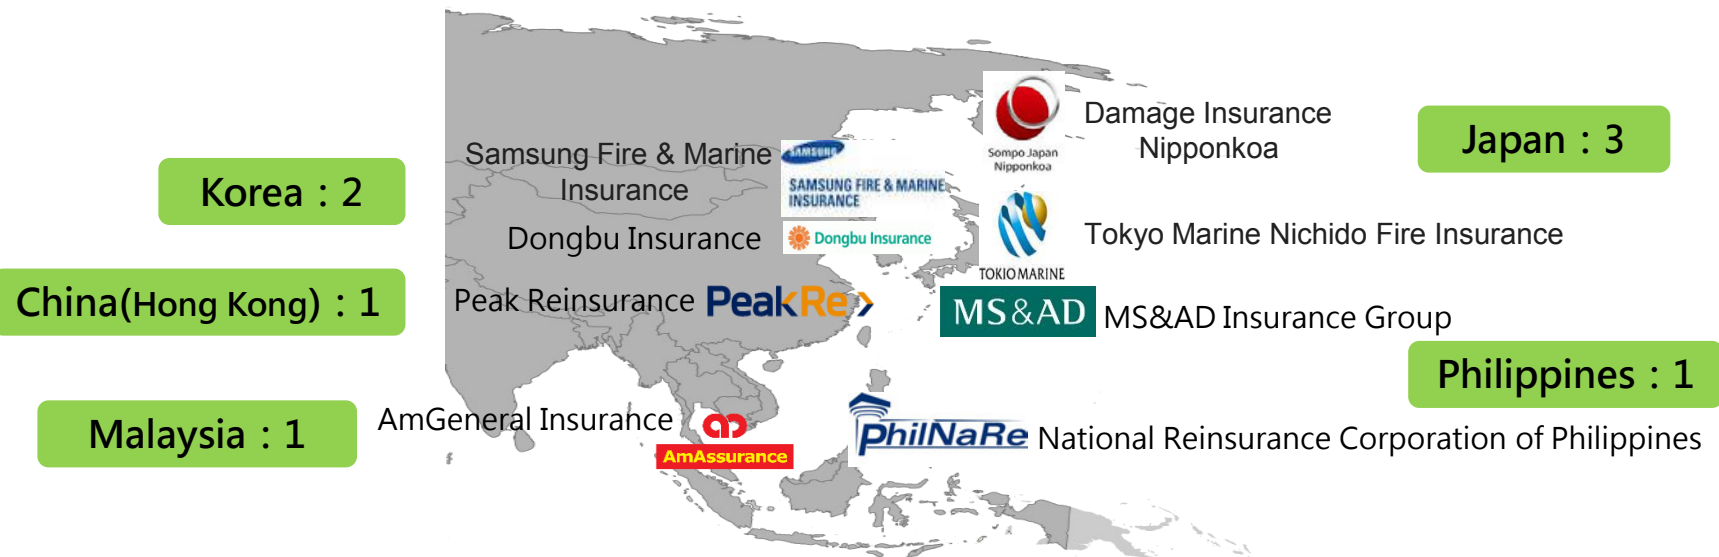 Damage Insurance
Nipponkoa
Sompo Japan
Nipponkoa
Japan : 3
Samsung Fire & Marine
Insurance
SAMSUNG
SAMSUNG FIRE & MARINE
INSURANCE
Korea : 2
Dongbu Insurance
Dongbu Insurance
Tokyo Marine Nichido Fire Insurance
TOKIO MARINE
China(Hong Kong) : 1
Peak Reinsurance
PeakRe
MS&AD
MS&AD Insurance Group
Philippines : 1
Malaysia : 1
AmGeneral Insurance
AmAssurance
PhilNaRe
National Reinsurance Corporation of Philippines